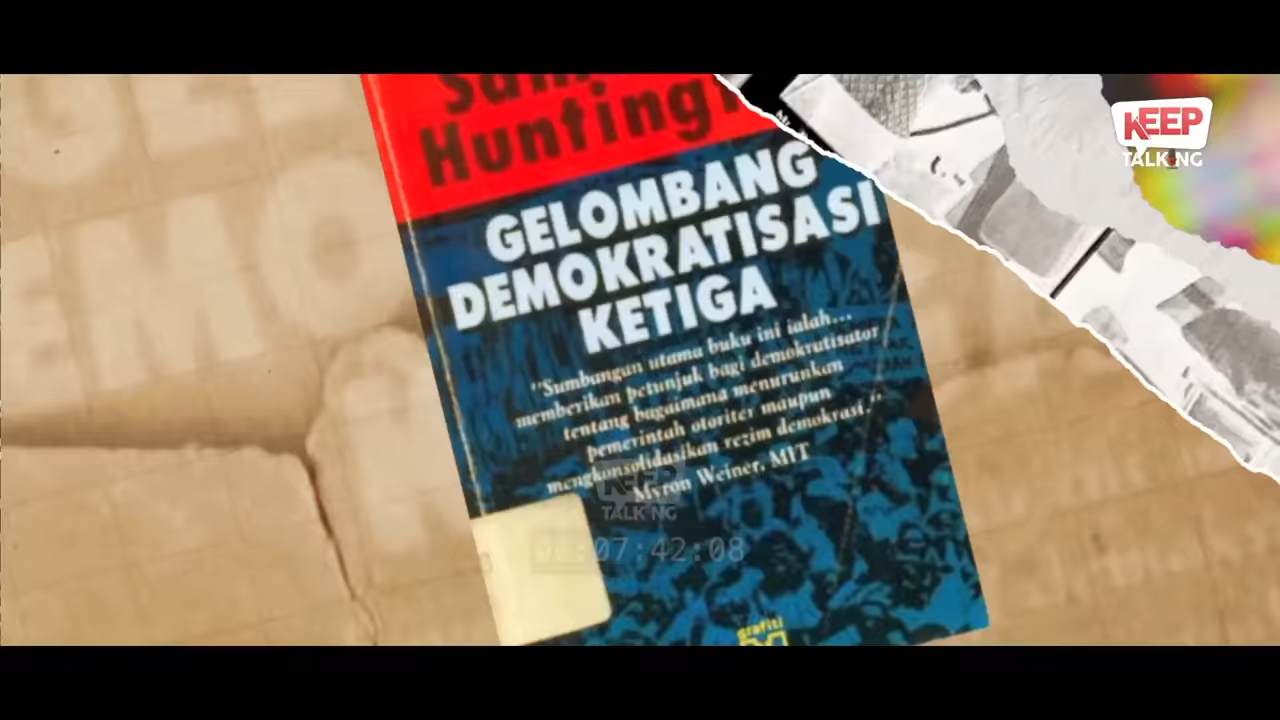 Hunting
GELOMBANG
DEMOKRATISASI
KETIGA
"Sumbangan utama buku ini ialah...
memberikan petunjuk bagi demokratisator
tentang bagaimana menurunkan
pemerintah otoriter maupun
mengkonsolidasikan rezim demokrasi..."
Myron Weiner, MIT
grafiti
KEEP
TALKING
KEEP
TALKING
:07:42:08